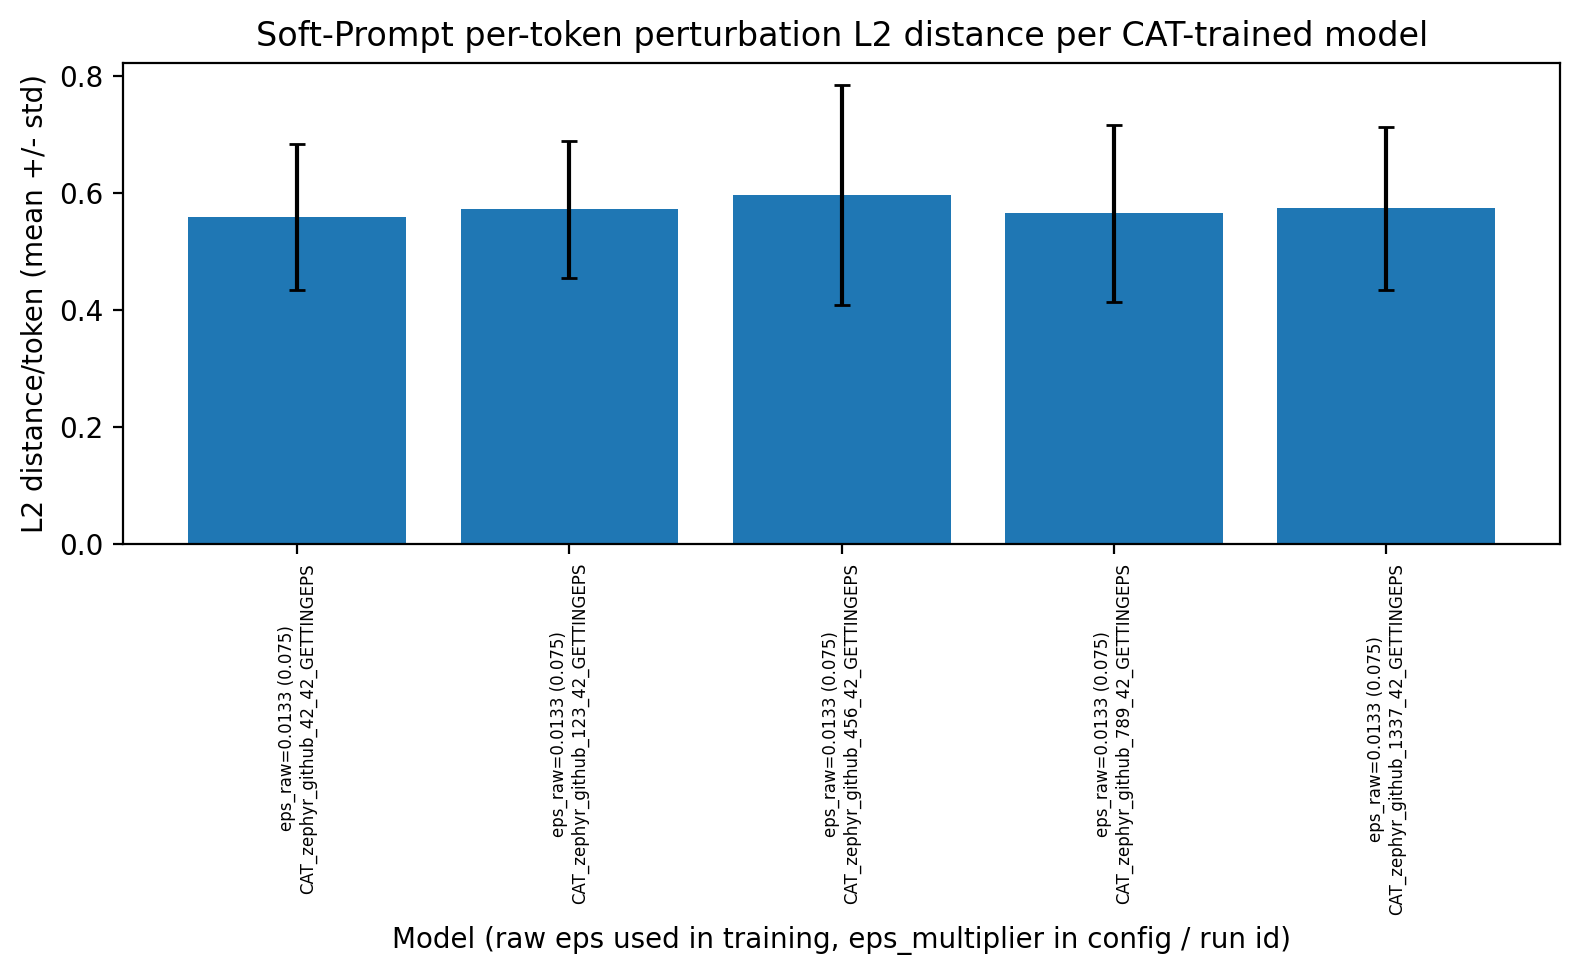 Soft-Prompt per-token perturbation L2 distance per CAT-trained model
L2 distance/token (mean +/- std)
0.8
0.6
0.4
0.2
0.0
eps_raw=0.0133 (0.075)
CAT_zephyr_github_42_42_GETTINGEPS
eps_raw=0.0133 (0.075)
CAT_zephyr_github_123_42_GETTINGEPS
eps_raw=0.0133 (0.075)
CAT_zephyr_github_456_42_GETTINGEPS
eps_raw=0.0133 (0.075)
CAT_zephyr_github_789_42_GETTINGEPS
eps_raw=0.0133 (0.075)
CAT_zephyr_github_1337_42_GETTINGEPS
Model (raw eps used in training, eps_multiplier in config / run id)